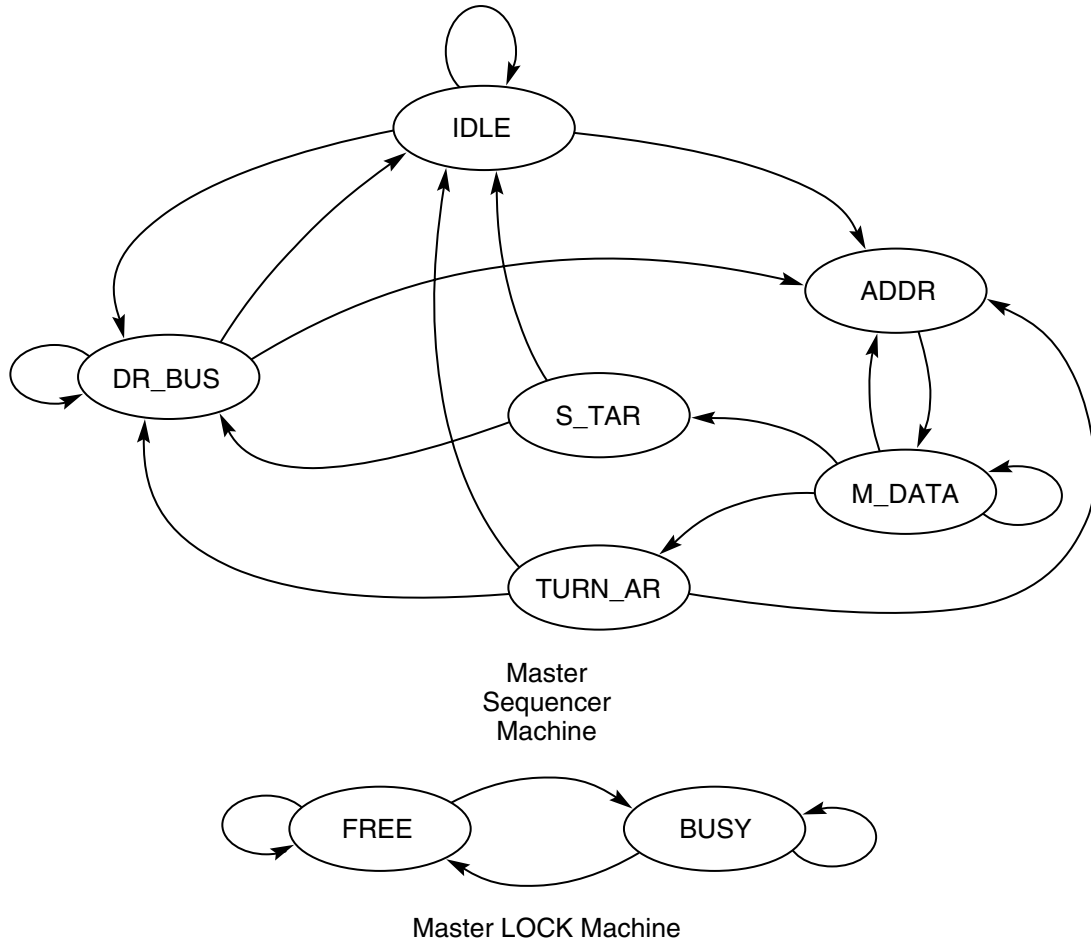 IDLE
ADDR
DR_BUS
S_TAR
M_DATA
TURN_AR
Master
Sequencer
Machine
FREE
BUSY
Master LOCK Machine